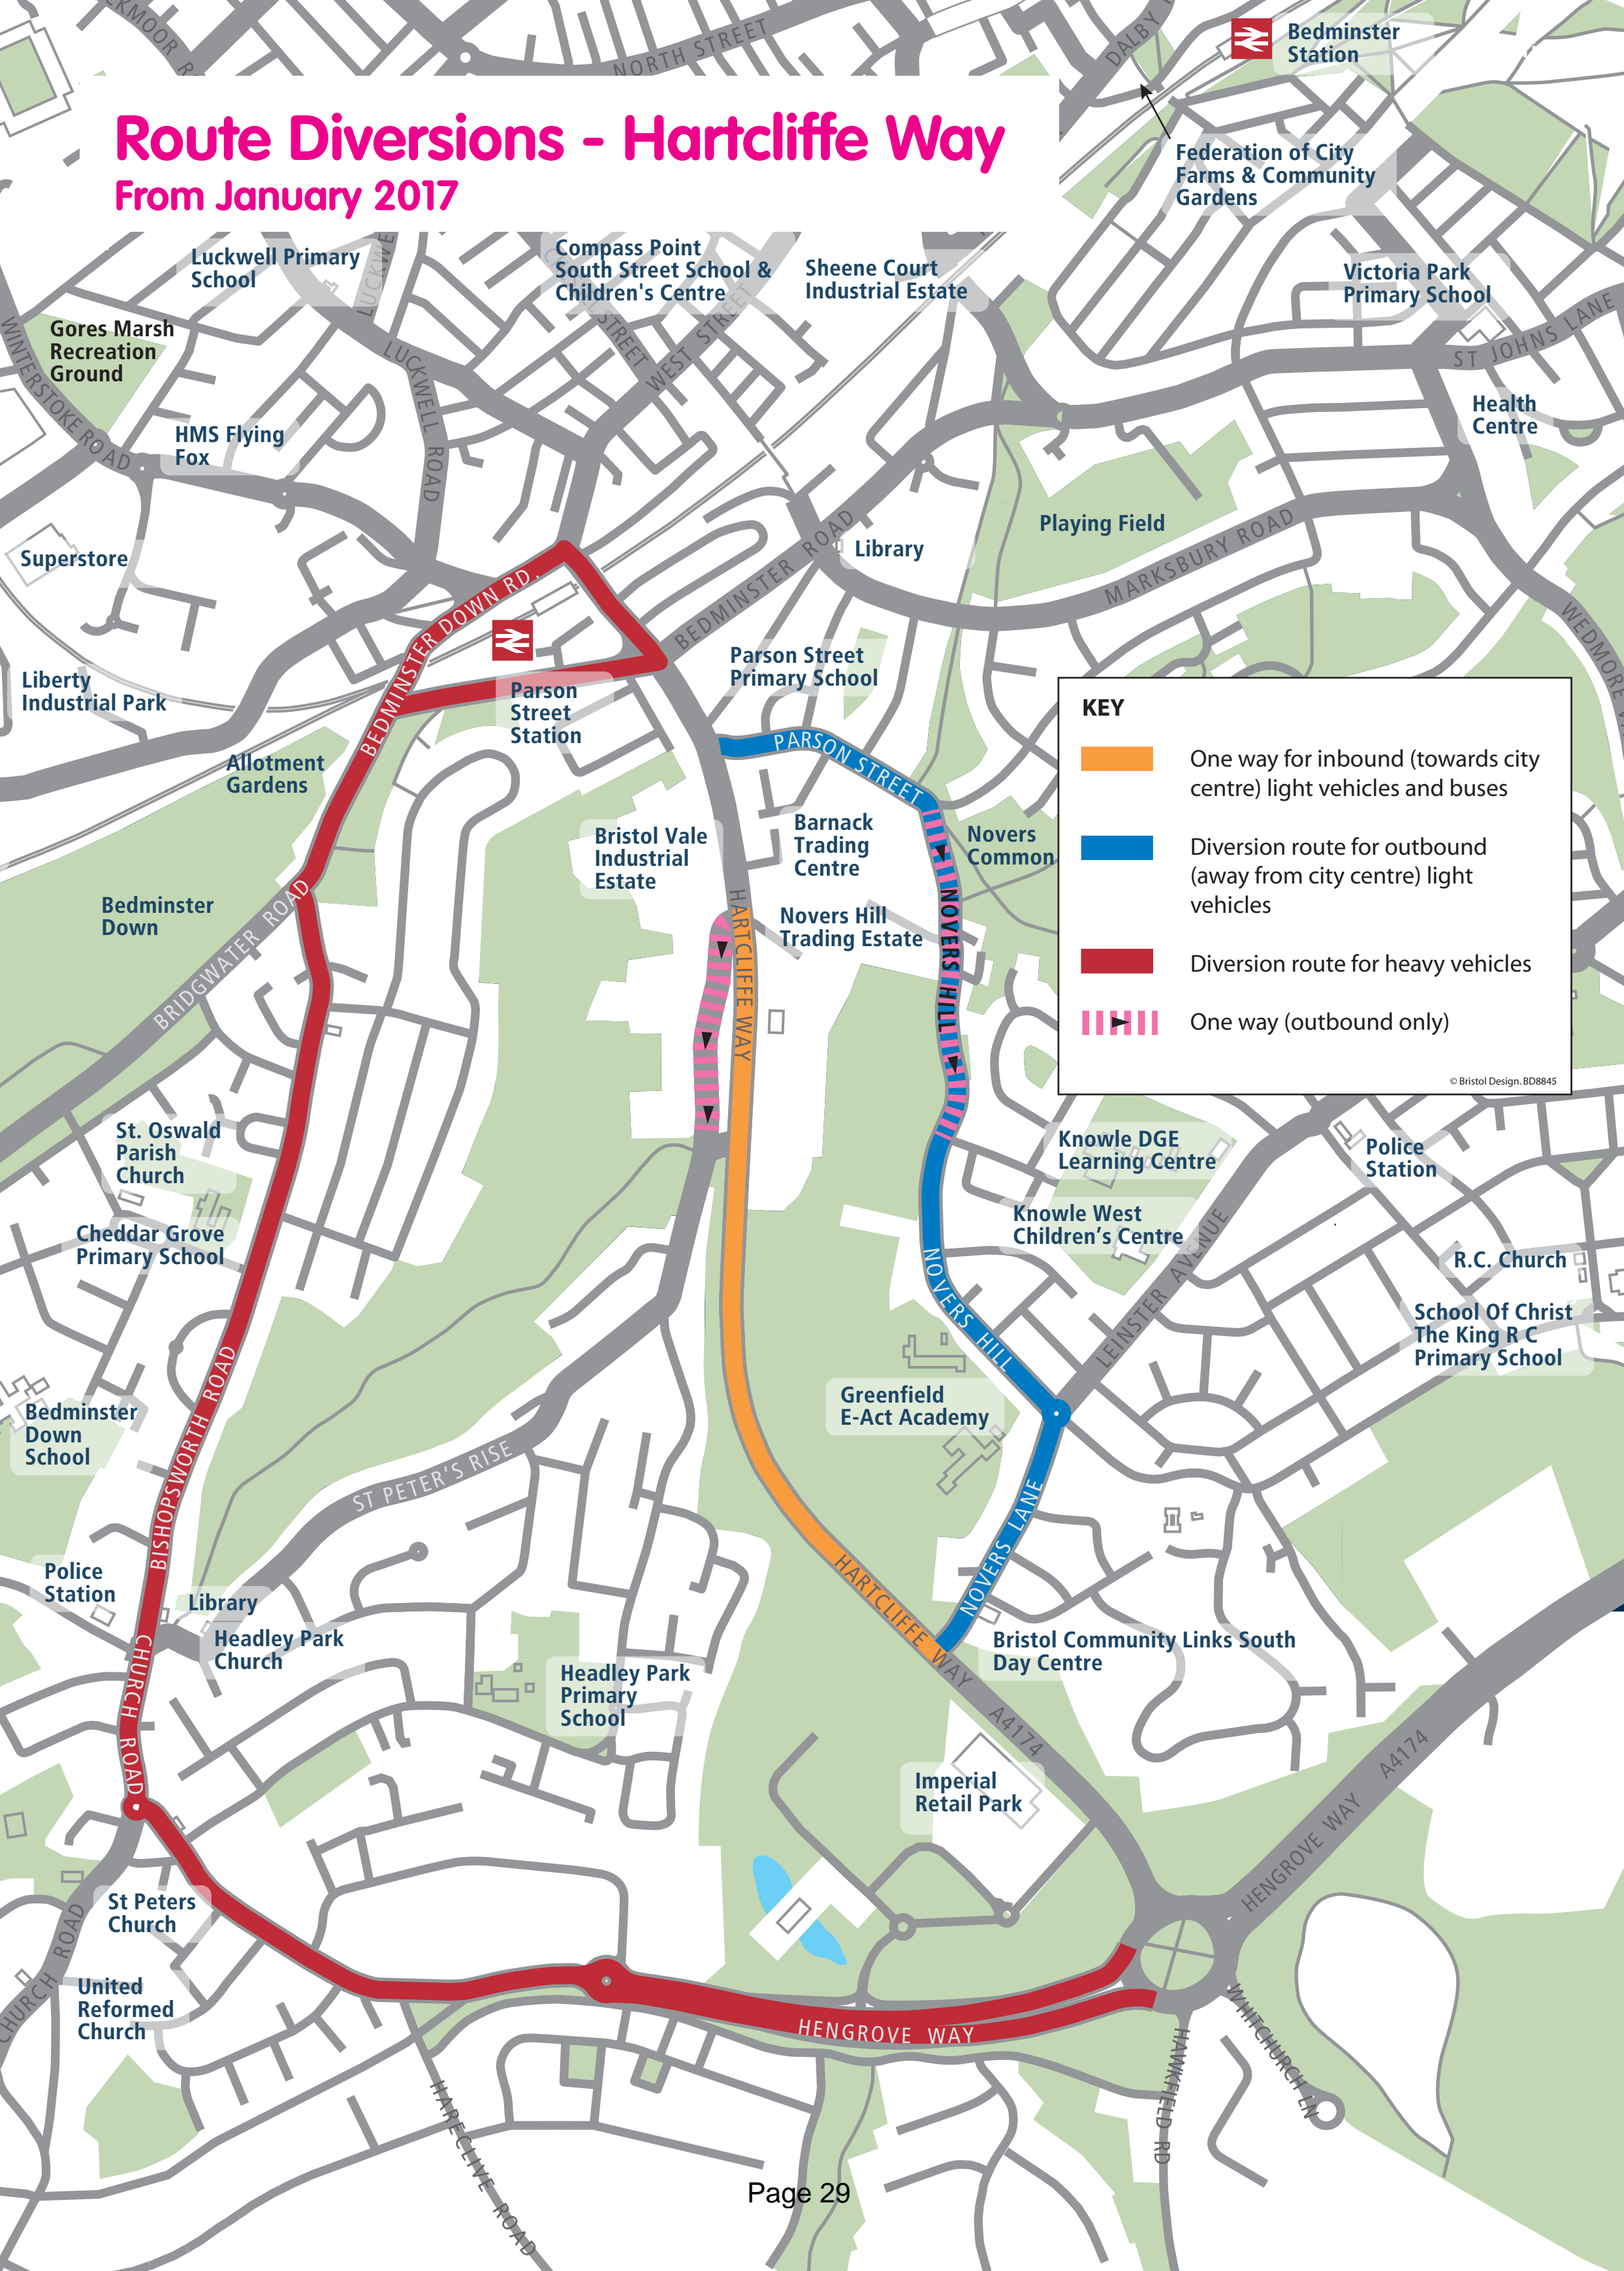 CKMOOR R
NORTH STREET
DALBY
Bedminster
Station
Route Diversions - Hartcliffe Way
From January 2017
Federation of City
Farms & Community
Gardens
Luckwell Primary
School
LUCKWE
Compass Point
South Street School &
Children's Centre
STREET
WEST STREET
Sheene Court
Industrial Estate
Victoria Park
Primary School
ST JOHNS LANE
Gores Marsh
Recreation
Ground
WINTERSTOKE ROAD
LUCKWELL ROAD
HMS Flying
Fox
Health
Centre
Superstore
Playing Field
Library
MARKSBURY ROAD
BEDMINSTER ROAD
BEDMINSTER DOWN RD.
WEDMORE
Liberty
Industrial Park
Parson
Street
Station
Parson Street
Primary School
PARSON STREET
Allotment
Gardens
KEY
One way for inbound (towards city
centre) light vehicles and buses
Diversion route for outbound
(away from city centre) light
vehicles
Diversion route for heavy vehicles
One way (outbound only)
© Bristol Design. BD8845
Bristol Vale
Industrial
Estate
Barnack
Trading
Centre
Novers
Common
Bedminster
Down
BRIDGWATER ROAD
HARTCLIFFE WAY
Novers Hill
Trading Estate
NOVERS HILL
St. Oswald
Parish
Church
Knowle DGE
Learning Centre
Police
Station
Cheddar Grove
Primary School
Knowle West
Children's Centre
LEINSTER AVENUE
R.C. Church
NOVERS HILL
School Of Christ
The King R C
Primary School
BISHOPSWORTH ROAD
Bedminster
Down
School
Greenfield
E-Act Academy
ST PETER'S RISE
NOVERS LANE
Police
Station
Library
Headley Park
Church
CHURCH ROAD
HARTCLIFFE WAY
Bristol Community Links South
Day Centre
Headley Park
Primary
School
A4174
Imperial
Retail Park
HENGROVE WAY A4174
St Peters
Church
CHURCH ROAD
United
Reformed
Church
HENGROVE WAY
WHITCHURCH LN
HAWKFIELD RD
HARECLIVE ROAD
Page 29